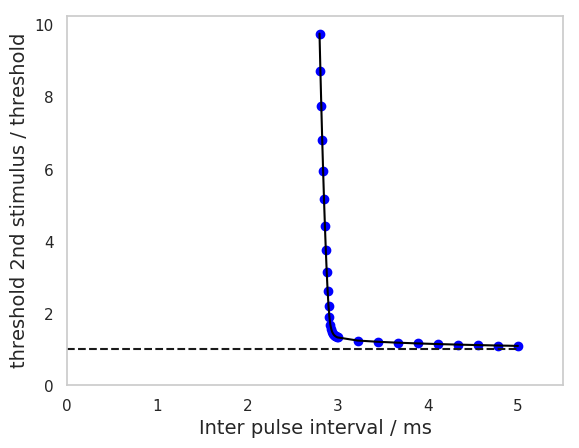 threshold 2nd stimulus / threshold
10
8
6
4
2
0
0 1 2 3 4 5
Inter pulse interval / ms